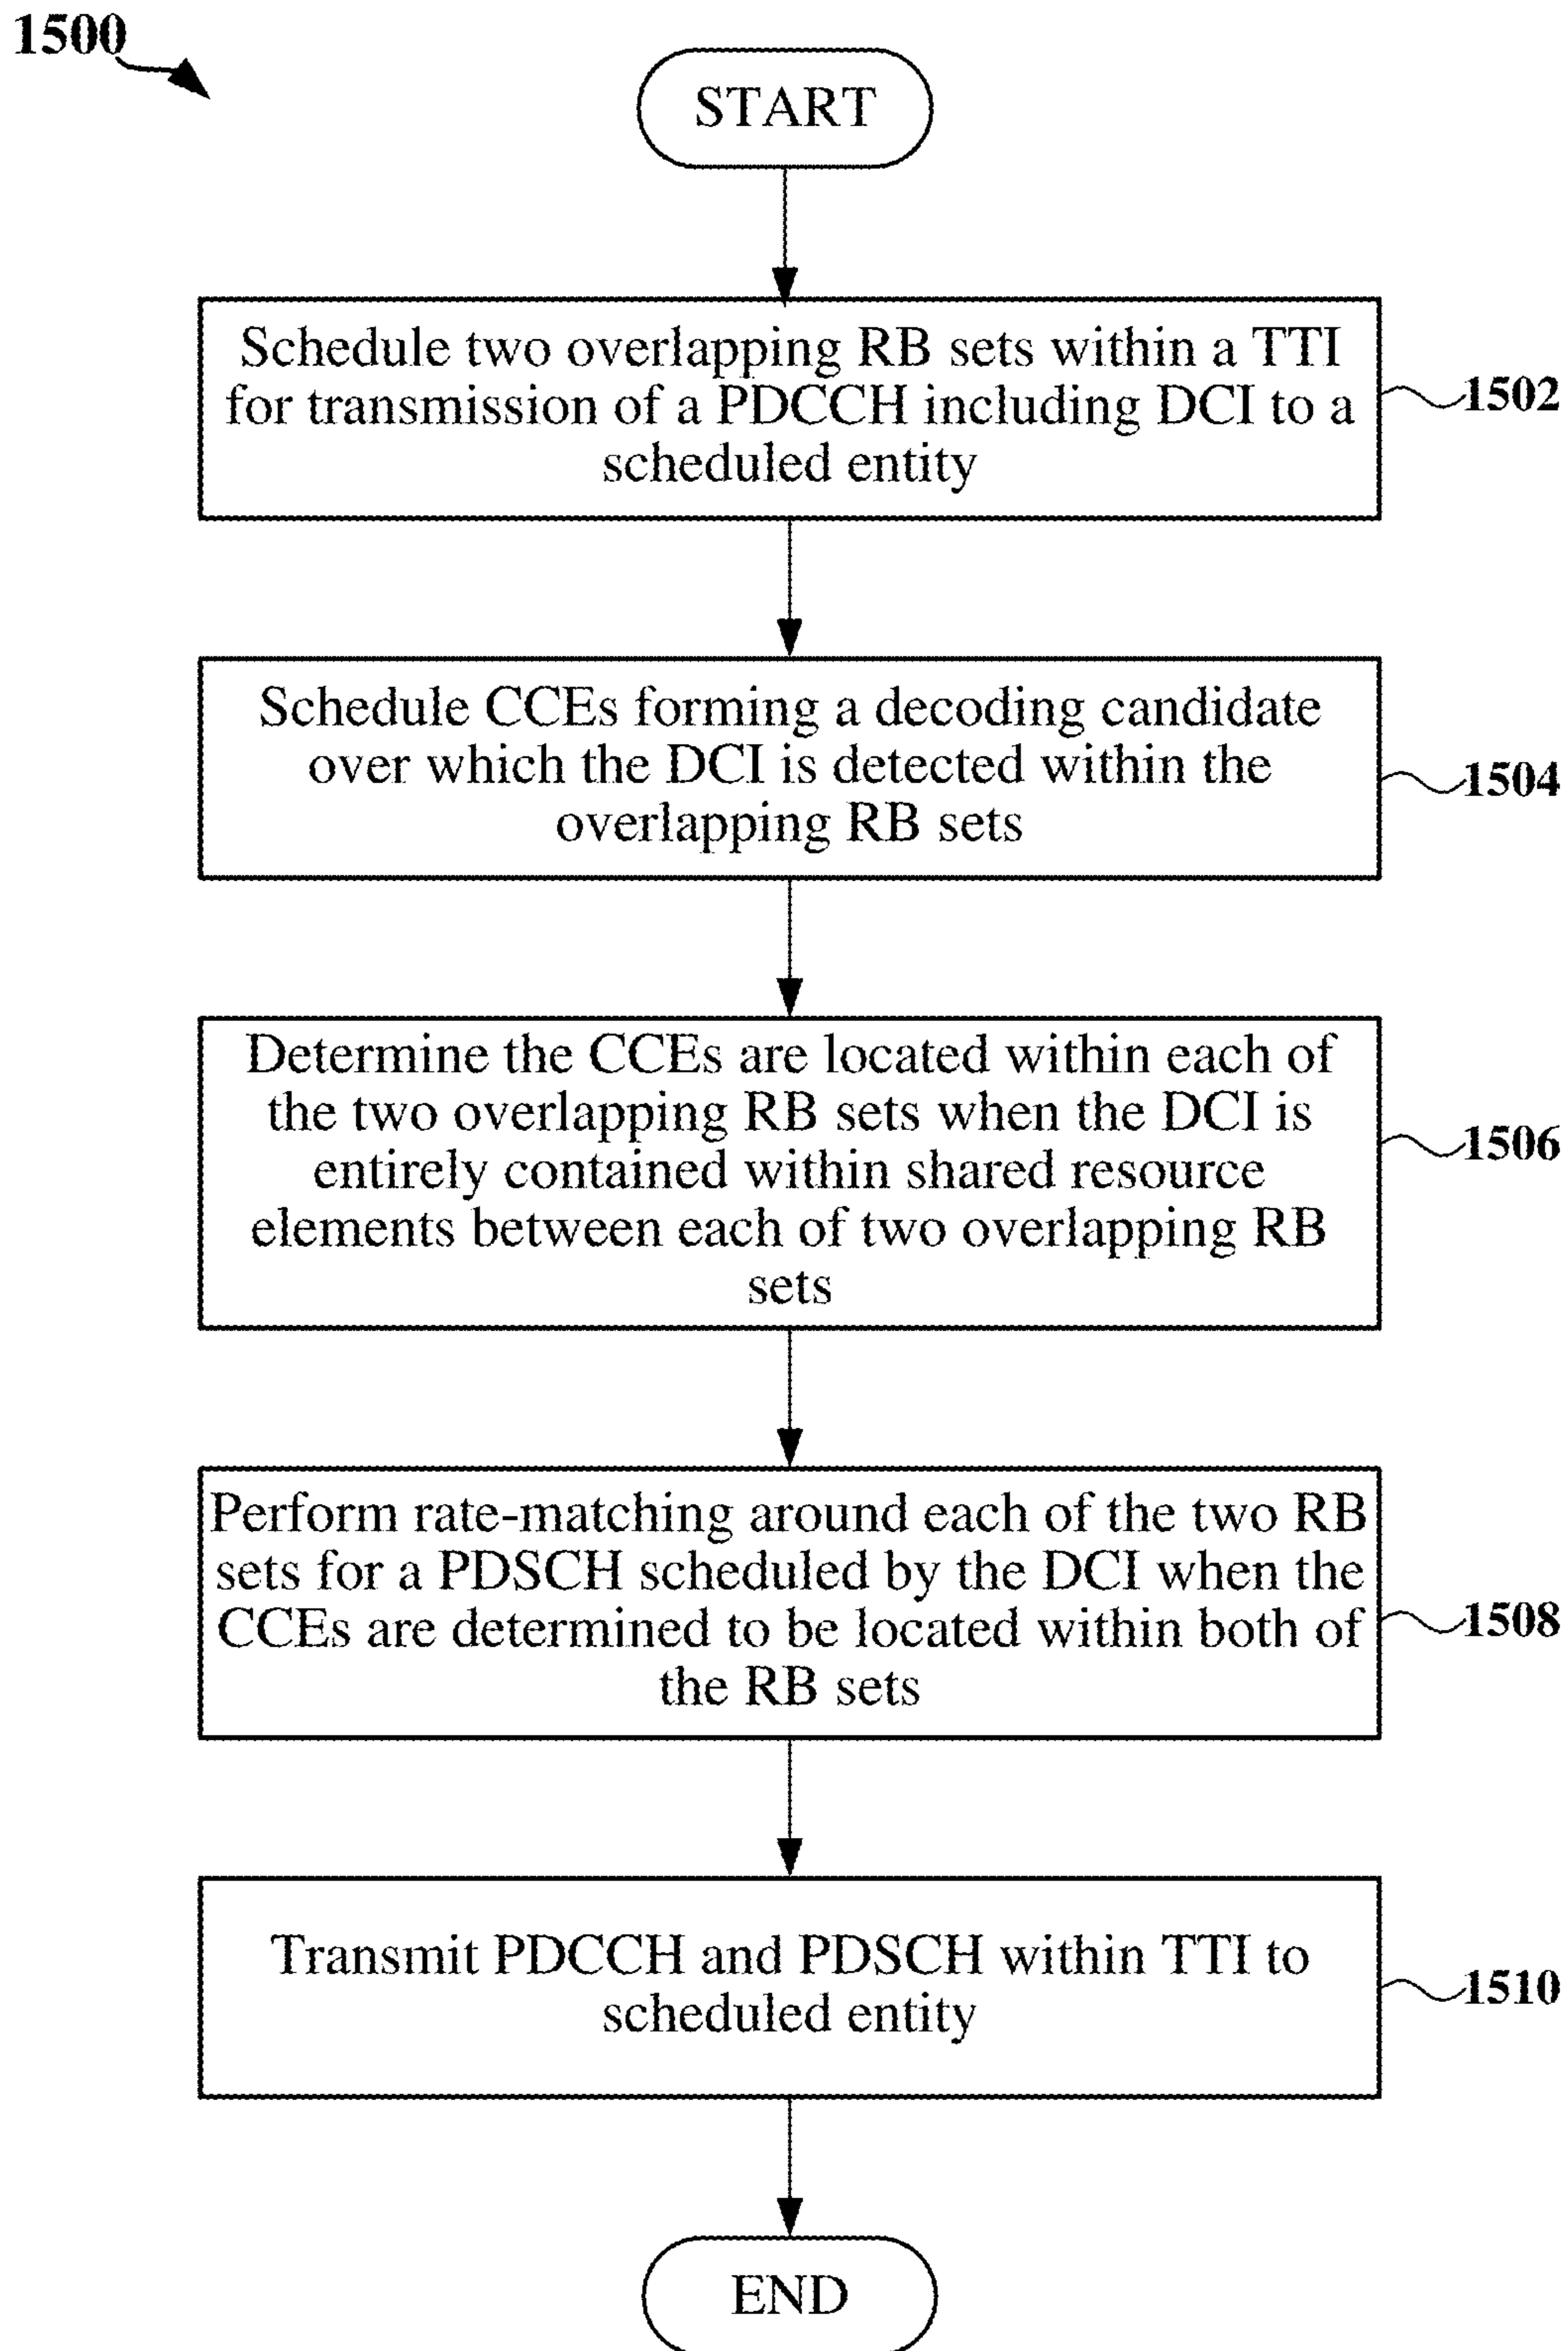 1500
START
Schedule two overlapping RB sets within a TTI
for transmission of a PDCCH including DCI to a
scheduled entity
1502
Schedule CCEs forming a decoding candidate
over which the DCI is detected within the
overlapping RB sets
1504
Determine the CCEs are located within each of
the two overlapping RB sets when the DCI is
entirely contained within shared resource
elements between each of two overlapping RB
sets
1506
Perform rate-matching around each of the two RB
sets for a PDSCH scheduled by the DCI when the
CCEs are determined to be located within both of
the RB sets
1508
Transmit PDCCH and PDSCH within TTI to
scheduled entity
1510
END